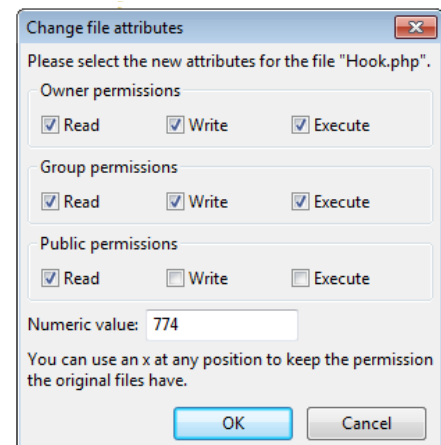 Change file attributes
Please select the new attributes for the file "Hook.php".
Owner permissions
Read Write Execute
Group permissions
Read Write Execute
Public permissions
Read Write Execute
Numeric value: 774
You can use an x at any position to keep the permission
the original files have.
OK Cancel